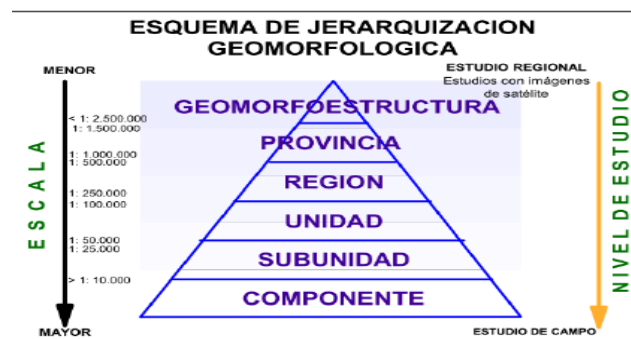 ESQUEMA DE JERARQUIZACION
GEOMORFOLOGICA
MENOR
ESTUDIO REGIONAL
Estudios con imágenes
de satélite
GEOMORFOESTRUCTURA
< 1: 2.500.000
1: 1.500.000
PROVINCIA
1: 1.000.000
1: 500.000
REGION
1: 250.000
1: 100.000
UNIDAD
1: 50.000
1: 25.000
SUBUNIDAD
> 1: 10.000
COMPONENTE
MAYOR
ESTUDIO DE CAMPO
ESCALA
NIVEL DE ESTUDIO